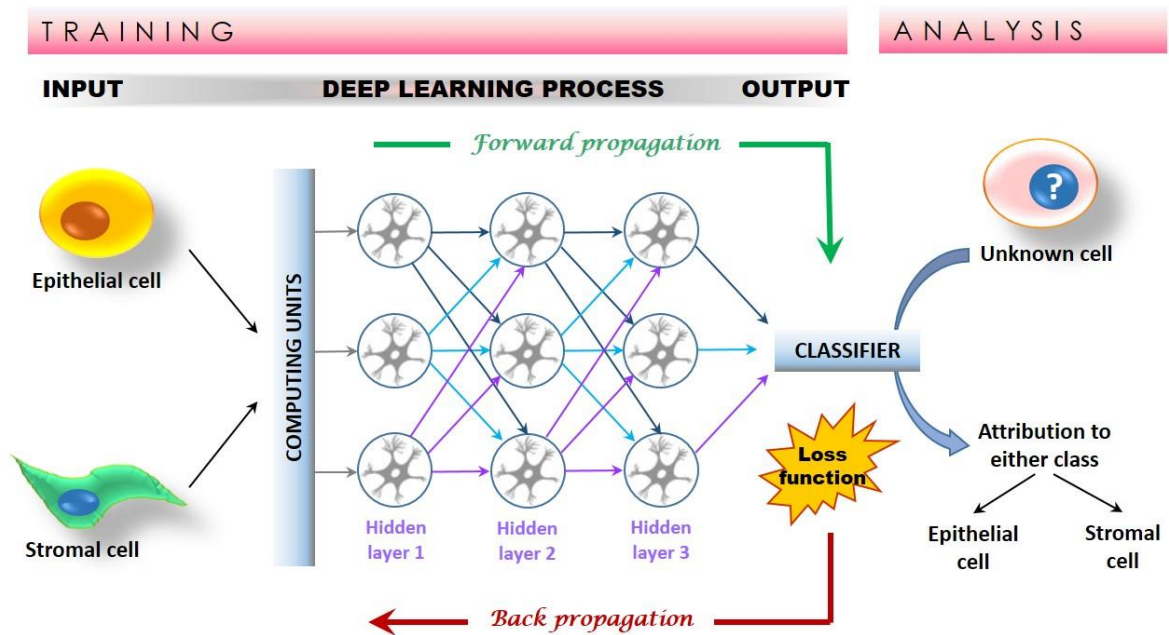 TRAINING
ANALYSIS
INPUT
DEEP LEARNING PROCESS
OUTPUT
Forward propagation
Epithelial cell
Stromal cell
COMPUTING UNITS
Hidden
layer 1
Hidden
layer 2
Hidden
layer 3
CLASSIFIER
Loss
function
Back propagation
?
Unknown cell
Attribution to
either class
Epithelial
cell
Stromal
cell